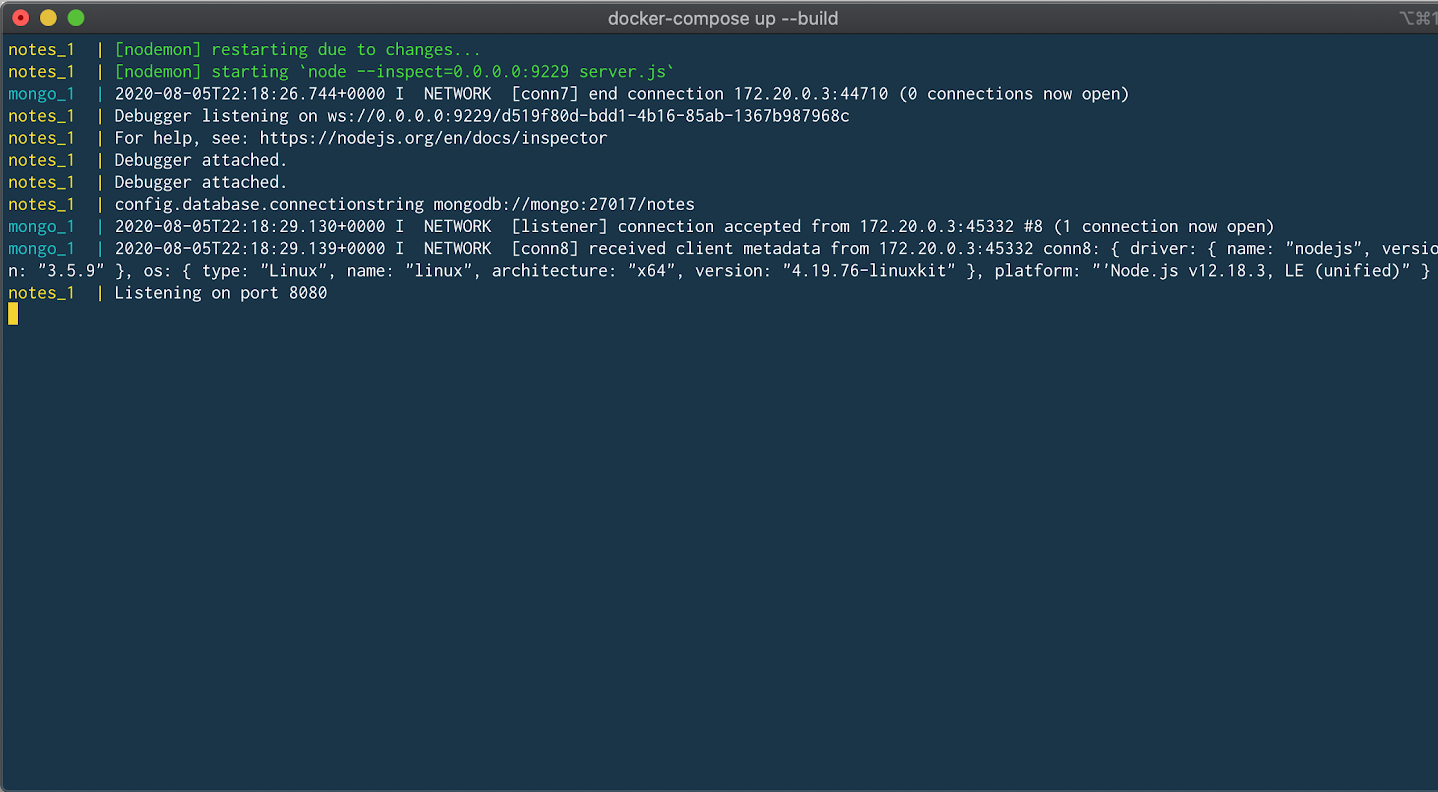 docker-compose up --build
⌥⌘1
notes_1  | [nodemon] restarting due to changes...
notes_1  | [nodemon] starting `node --inspect=0.0.0.0:9229 server.js`
mongo_1  | 2020-08-05T22:18:26.744+0000 I  NETWORK  [conn7] end connection 172.20.0.3:44710 (0 connections now open)
notes_1  | Debugger listening on ws://0.0.0.0:9229/d519f80d-bdd1-4b16-85ab-1367b987968c
notes_1  | For help, see: https://nodejs.org/en/docs/inspector
notes_1  | Debugger attached.
notes_1  | Debugger attached.
notes_1  | config.database.connectionstring mongodb://mongo:27017/notes
mongo_1  | 2020-08-05T22:18:29.130+0000 I  NETWORK  [listener] connection accepted from 172.20.0.3:45332 #8 (1 connection now open)
mongo_1  | 2020-08-05T22:18:29.139+0000 I  NETWORK  [conn8] received client metadata from 172.20.0.3:45332 conn8: { driver: { name: "nodejs", versio
n: "3.5.9" }, os: { type: "Linux", name: "linux", architecture: "x64", version: "4.19.76-linuxkit" }, platform: "'Node.js v12.18.3, LE (unified)" }
notes_1  | Listening on port 8080